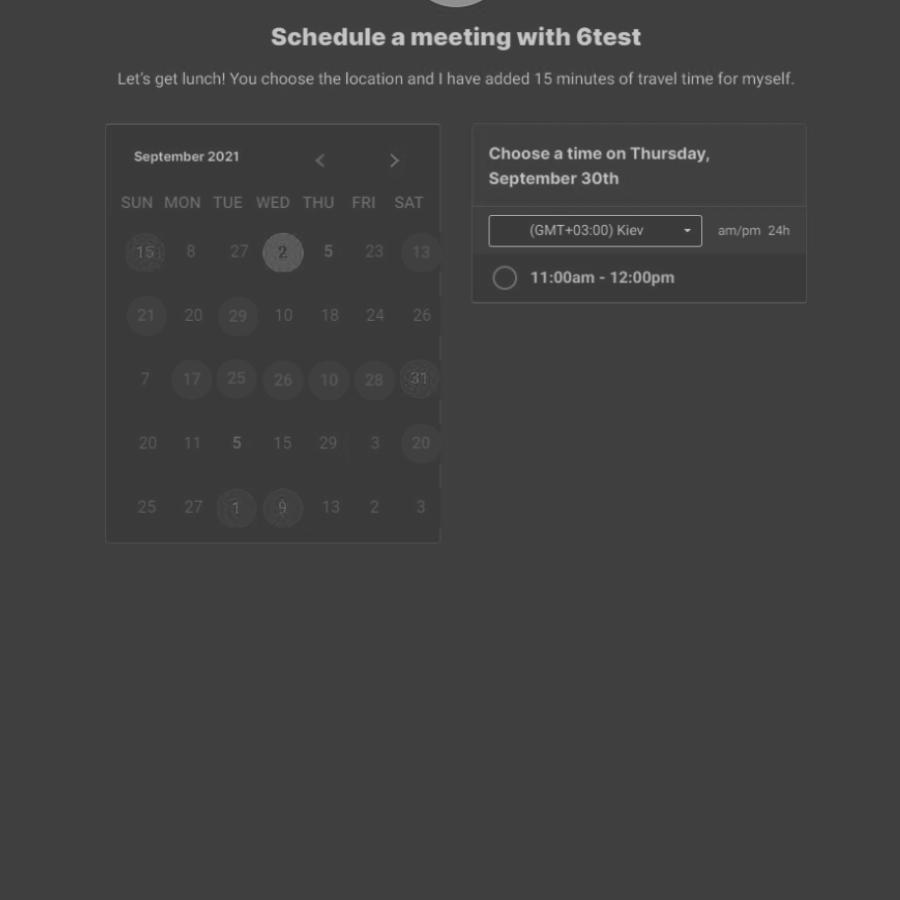 Schedule a meeting with 6test
Let's get lunch! You choose the location and I have added 15 minutes of travel time for myself.
September 2021
SUN MON TUE WED THU FRI SAT
15 8 27 2 5 23 13
21 20 29 10 18 24 26
7 17 25 26 10 28 31
20 11 5 15 29 3 20
25 27 1 9 13 2 3
Choose a time on Thursday,
September 30th
(GMT+03:00) Kiev am/pm 24h
11:00am - 12:00pm